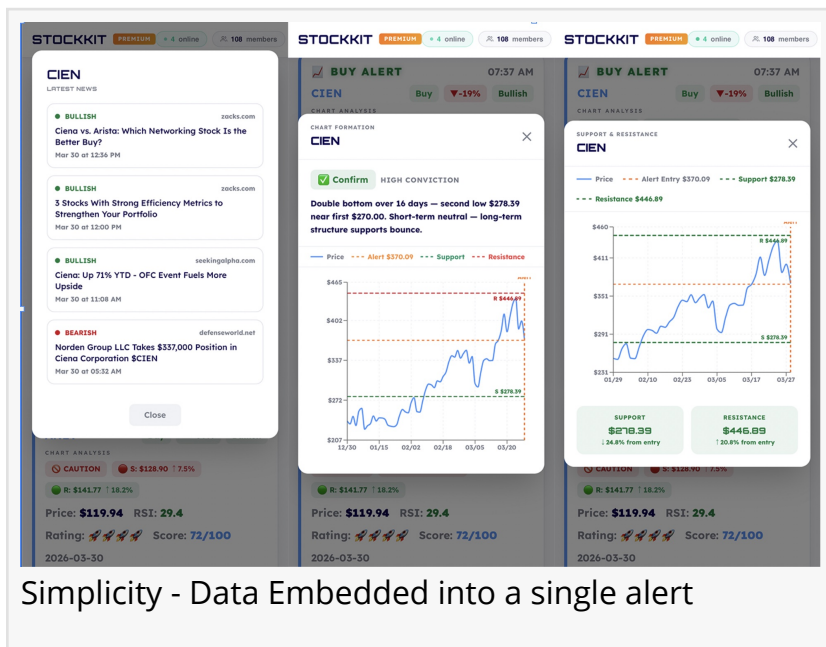 STOCKKIT PREMIUM 4 online 108 members
CIEN
LATEST NEWS
BULLISH zacks.com
Ciena vs. Arista: Which Networking Stock Is the
Better Buy?
Mar 30 at 12:36 PM
BULLISH zacks.com
3 Stocks With Strong Efficiency Metrics to
Strengthen Your Portfolio
Mar 30 at 12:00 PM
BULLISH seekingalpha.com
Ciena: Up 71% YTD - OFC Event Fuels More
Upside
Mar 30 at 11:08 AM
BEARISH defenseworld.net
Norden Group LLC Takes $337,000 Position in
Ciena Corporation $CIEN
Mar 30 at 05:32 AM
Close
CHART ANALYSIS
CAUTION S: $128.90 ↑ 7.5%
R: $141.77 ↑ 18.2%
Price: $119.94 RSI: 29.4
Rating: 🚀🚀🚀🚀 Score: 72/100
2026-03-30
STOCKKIT PREMIUM 4 online 108 members
BUY ALERT 07:37 AM
CIEN Buy ▼-19% Bullish
CHART ANALYSIS
CHART FORMATION
CIEN
✅ Confirm HIGH CONVICTION
Double bottom over 16 days — second low $278.39
near first $270.00. Short-term neutral — long-term
structure supports bounce.
Price Alert $370.09 Support Resistance
$465
R $446.89
$402
$337
S $278.39
$272
$207
12/30 01/15 02/02 02/18 03/05 03/20
R: $141.77 ↑ 18.2%
Price: $119.94 RSI: 29.4
Rating: 🚀🚀🚀🚀 Score: 72/100
2026-03-30
STOCKKIT PREMIUM 4 online 108 members
BUY ALERT 07:37 AM
CIEN Buy ▼-19% Bullish
CHART ANALYSIS
SUPPORT & RESISTANCE
CIEN
Price Alert Entry $370.09 Support $278.39
Resistance $446.89
$460
R $446.89
$411
$351
$291
S $278.39
$231
01/29 02/10 02/23 03/05 03/17 03/27
SUPPORT RESISTANCE
$278.39 $446.89
↓ 24.8% from entry ↑ 20.8% from entry
CAUTION S: $128.90 ↑ 7.5%
R: $141.77 ↑ 18.2%
Price: $119.94 RSI: 29.4
Rating: 🚀🚀🚀🚀 Score: 72/100
2026-03-30
Simplicity - Data Embedded into a single alert